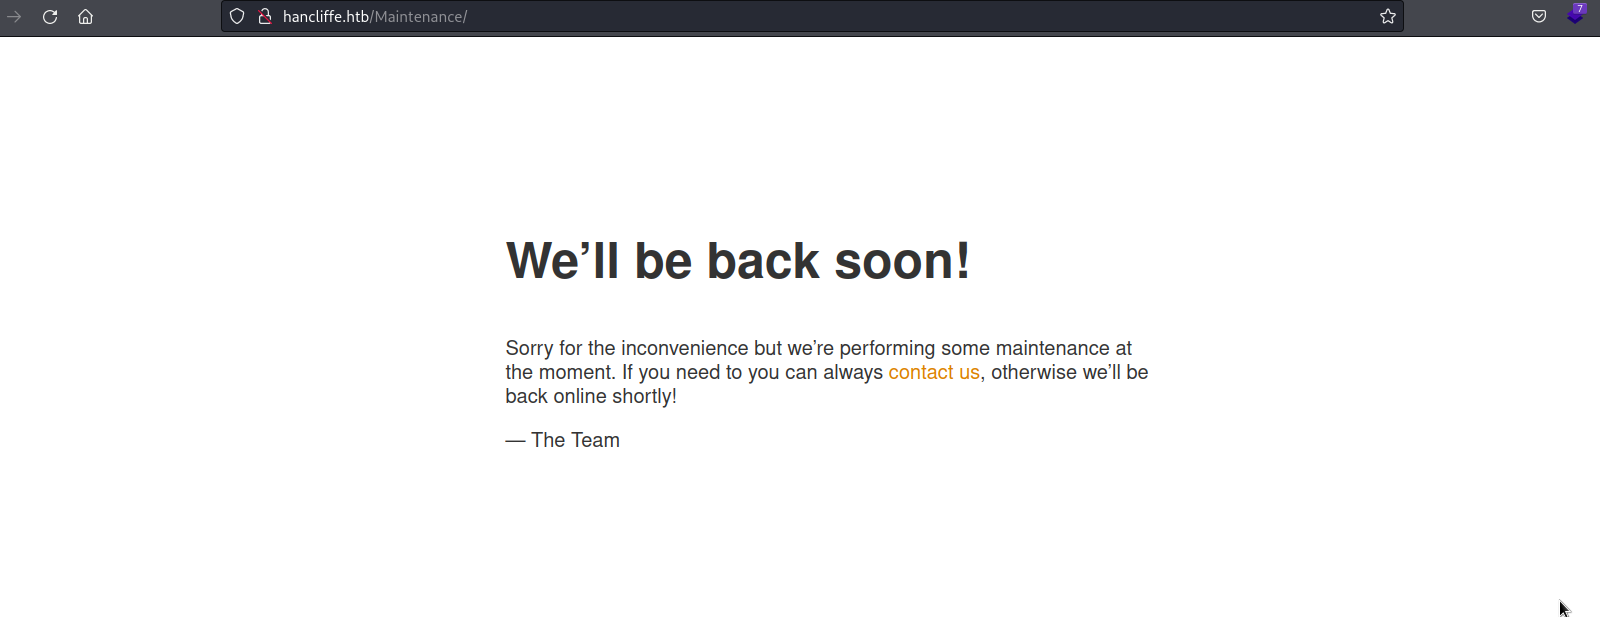 hancliffe.htb/Maintenance/
7
We’ll be back soon!
Sorry for the inconvenience but we’re performing some maintenance at
the moment. If you need to you can always contact us, otherwise we’ll be
back online shortly!
— The Team